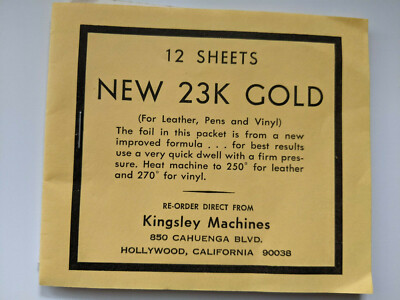 12 SHEETS
NEW 23K GOLD
(For Leather, Pens and Vinyl)
The foil in this packet is from a new
improved formula . . . for best results
use a very quick dwell with a firm pres-
sure. Heat machine to 250° for leather
and 270° for vinyl.
RE-ORDER DIRECT FROM
Kingsley Machines
850 CAHUENGA BLVD.
HOLLYWOOD, CALIFORNIA 90038